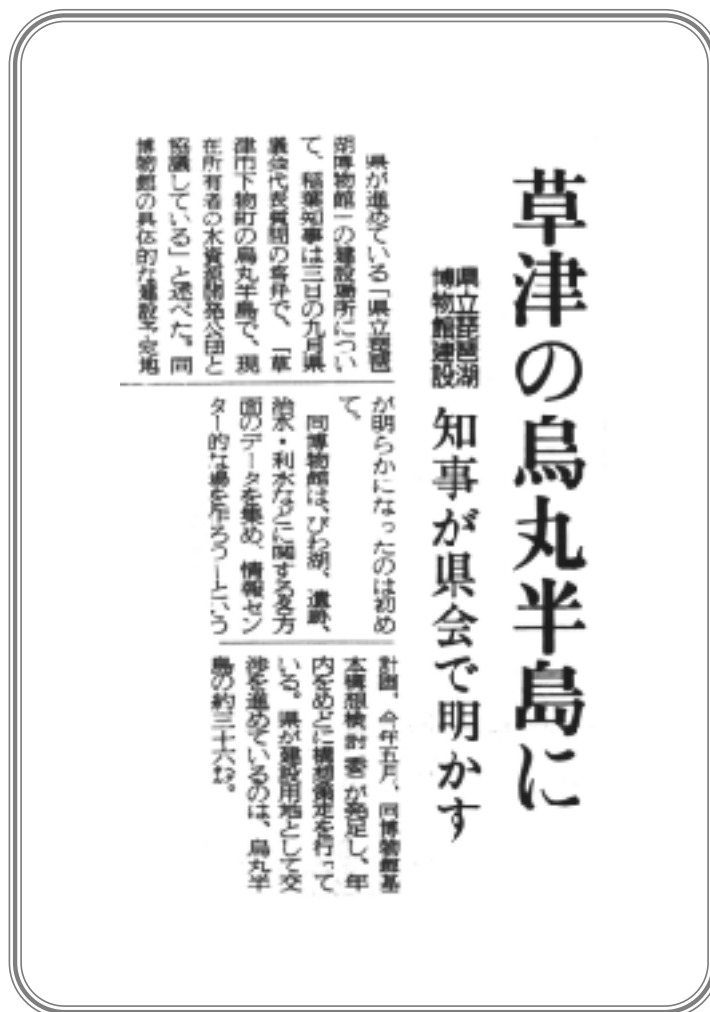 草津の烏丸半島に
県立琵琶湖
博物館建設
知事が県会で明かす
県が進めている「県立琵琶
湖博物館」の建設場所につい
て、稲葉知事は三日の九月県
議会代表質問の答弁で、「草
津市下物町の烏丸半島で、現
在所有者の水資源開発公団と
協議している」と述べた。同
博物館の具体的な建設予定地
が明らかになったのは初め
て。
同博物館は、びわ湖、遺跡、
治水・利水などに関する多方
面のデータを集め、情報セン
ター的な場を作ろう―という
計画。今年五月、同博物館基
本構想検討委が発足し、年
内をめどに構想策定を行って
いる。県が建設用地として交
渉を進めているのは、烏丸半
島の約三十六㌶。